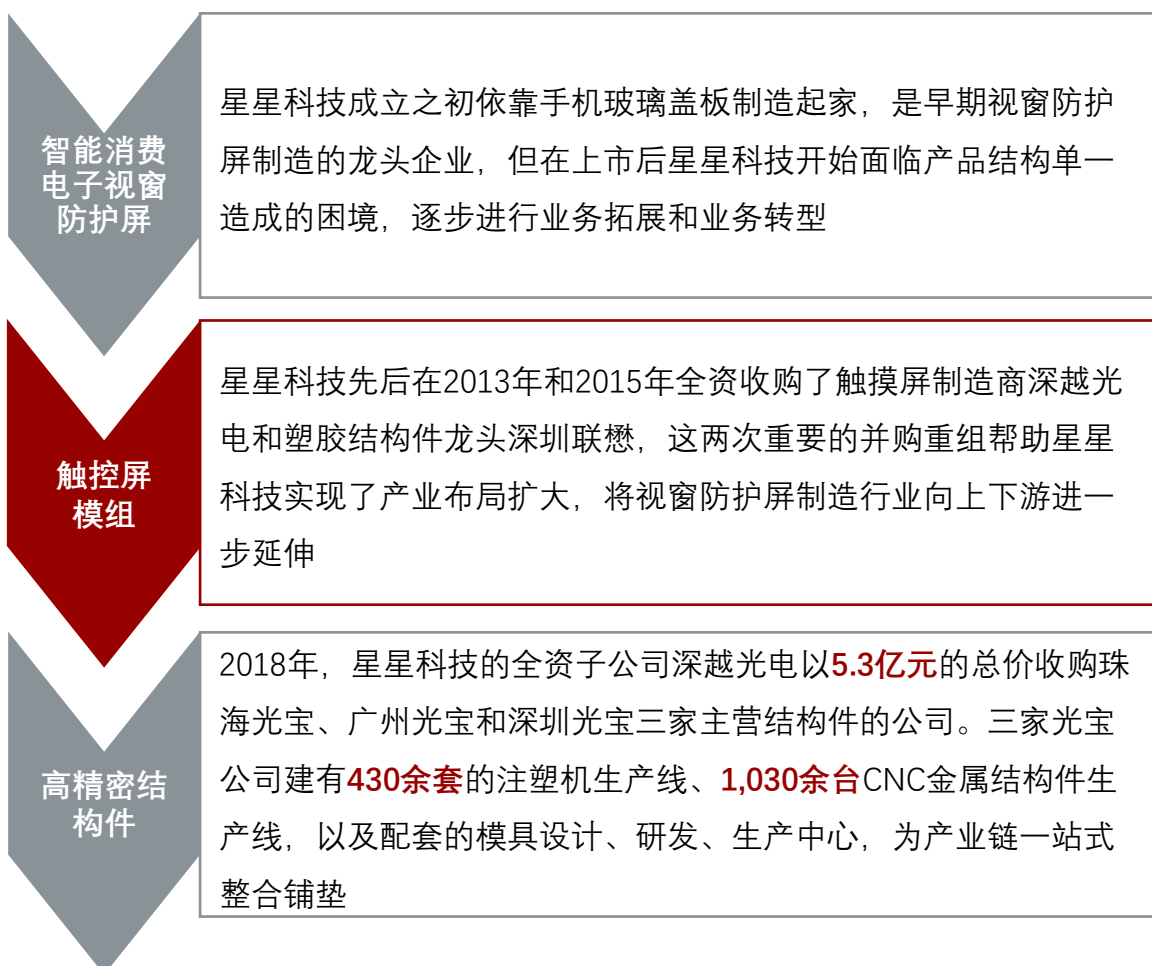 智能消费
电子视窗
防护屏
星星科技成立之初依靠手机玻璃盖板制造起家，是早期视窗防护
屏制造的龙头企业，但在上市后星星科技开始面临产品结构单一
造成的困境，逐步进行业务拓展和业务转型
触控屏
模组
星星科技先后在2013年和2015年全资收购了触摸屏制造商深越光
电和塑胶结构件龙头深圳联懋，这两次重要的并购重组帮助星星
科技实现了产业布局扩大，将视窗防护屏制造行业向上下游进一
步延伸
高精密结
构件
2018年，星星科技的全资子公司深越光电以5.3亿元的总价收购珠
海光宝、广州光宝和深圳光宝三家主营结构件的公司。三家光宝
公司建有430余套的注塑机生产线、1,030余台CNC金属结构件生
产线，以及配套的模具设计、研发、生产中心，为产业链一站式
整合铺垫